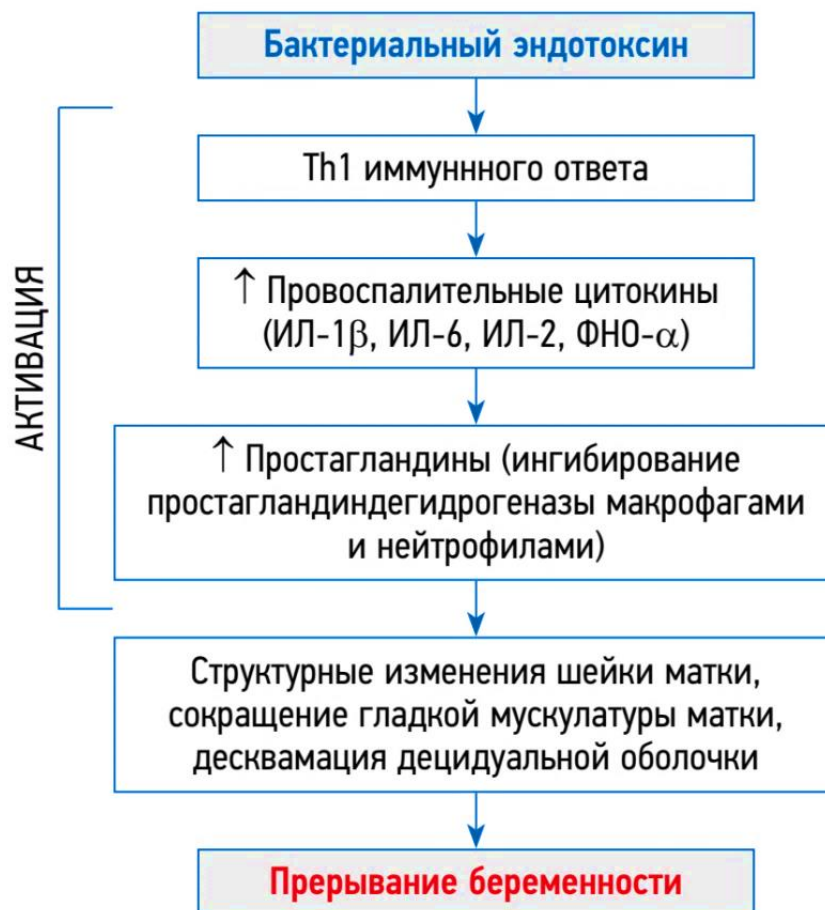 Бактериальный эндотоксин
АКТИВАЦИЯ
Th1 иммуннного ответа
↑ Провоспалительные цитокины
(ИЛ-1β, ИЛ-6, ИЛ-2, ФНО-α)
↑ Простагландины (ингибирование
простагландиндегидрогеназы макрофагами
и нейтрофилами)
Структурные изменения шейки матки,
сокращение гладкой мускулатуры матки,
десквамация децидуальной оболочки
Прерывание беременности